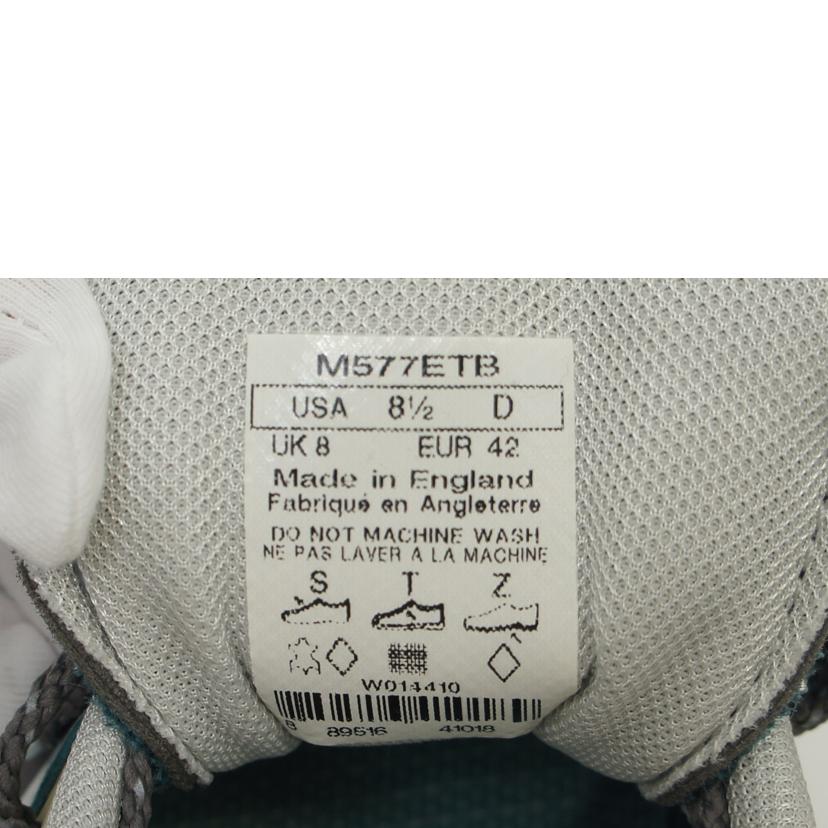 M577ETB
USA 8½ D
UK 8 EUR 42
Made in England
Fabriqué en Angleterre
DO NOT MACHINE WASH
NE PAS LAVER A LA MACHINE
S T Z
W014410
8 89516 41018